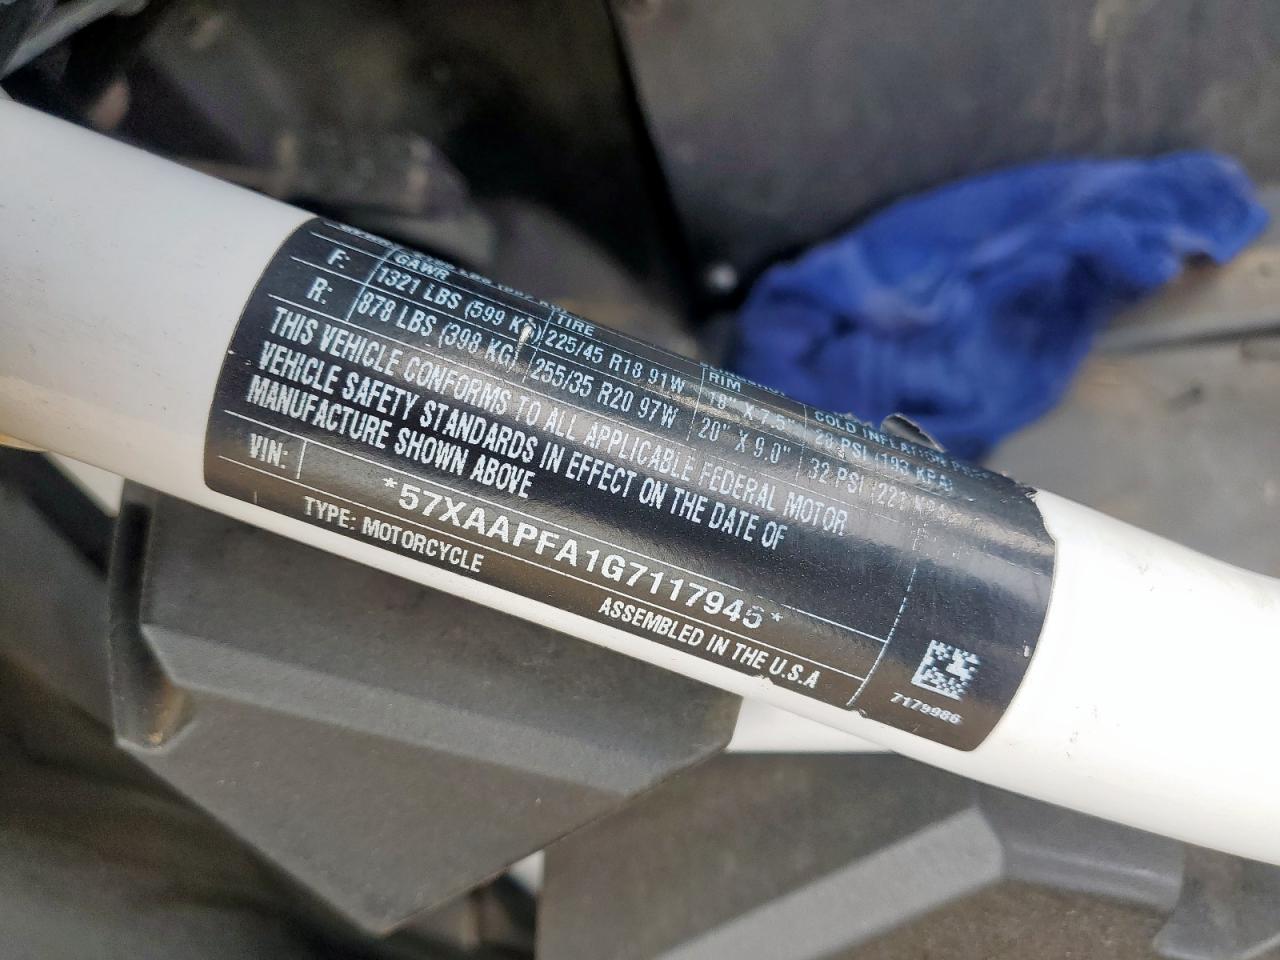 GAWR TIRE RIM COLD INFLATION
F: 1321 LBS (599 KG) 225/45 R18 91W 18" X 7.5" 28 PSI (193 KPA)
R: 878 LBS (398 KG) 255/35 R20 97W 20" X 9.0" 32 PSI (221 KPA)
THIS VEHICLE CONFORMS TO ALL APPLICABLE FEDERAL MOTOR
VEHICLE SAFETY STANDARDS IN EFFECT ON THE DATE OF
MANUFACTURE SHOWN ABOVE
VIN: *57XAAPFA1G7117945*
TYPE: MOTORCYCLE ASSEMBLED IN THE U.S.A
7179986